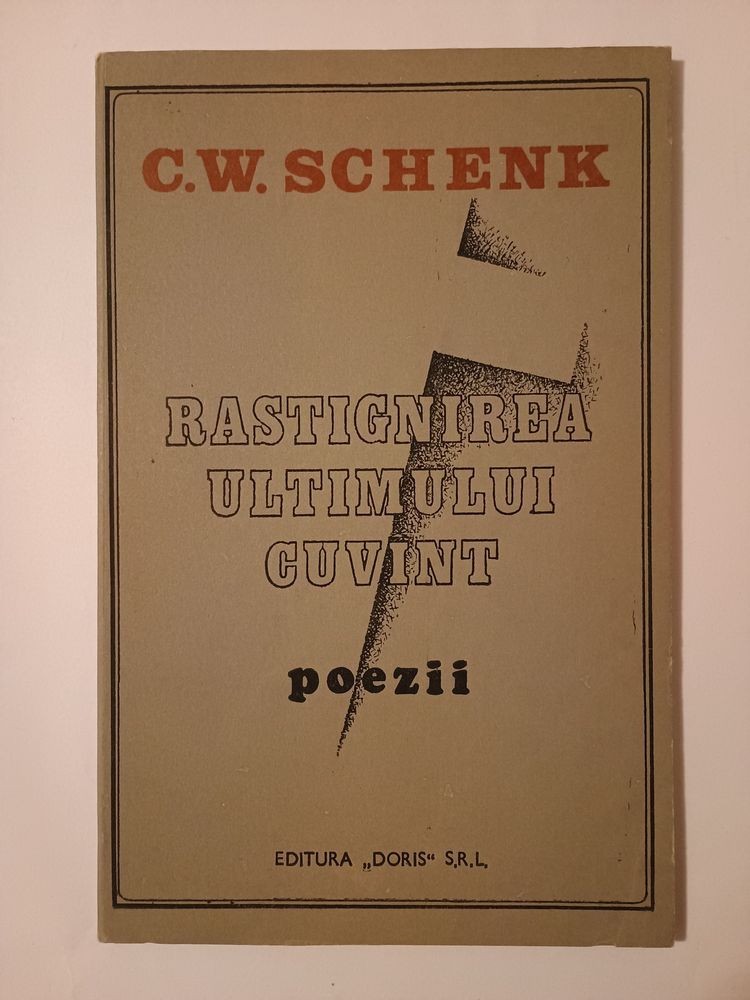 C.W. SCHENK
RASTIGNIREA
ULTIMULUI
CUVINT
poezii
EDITURA „DORIS“ S.R.L.